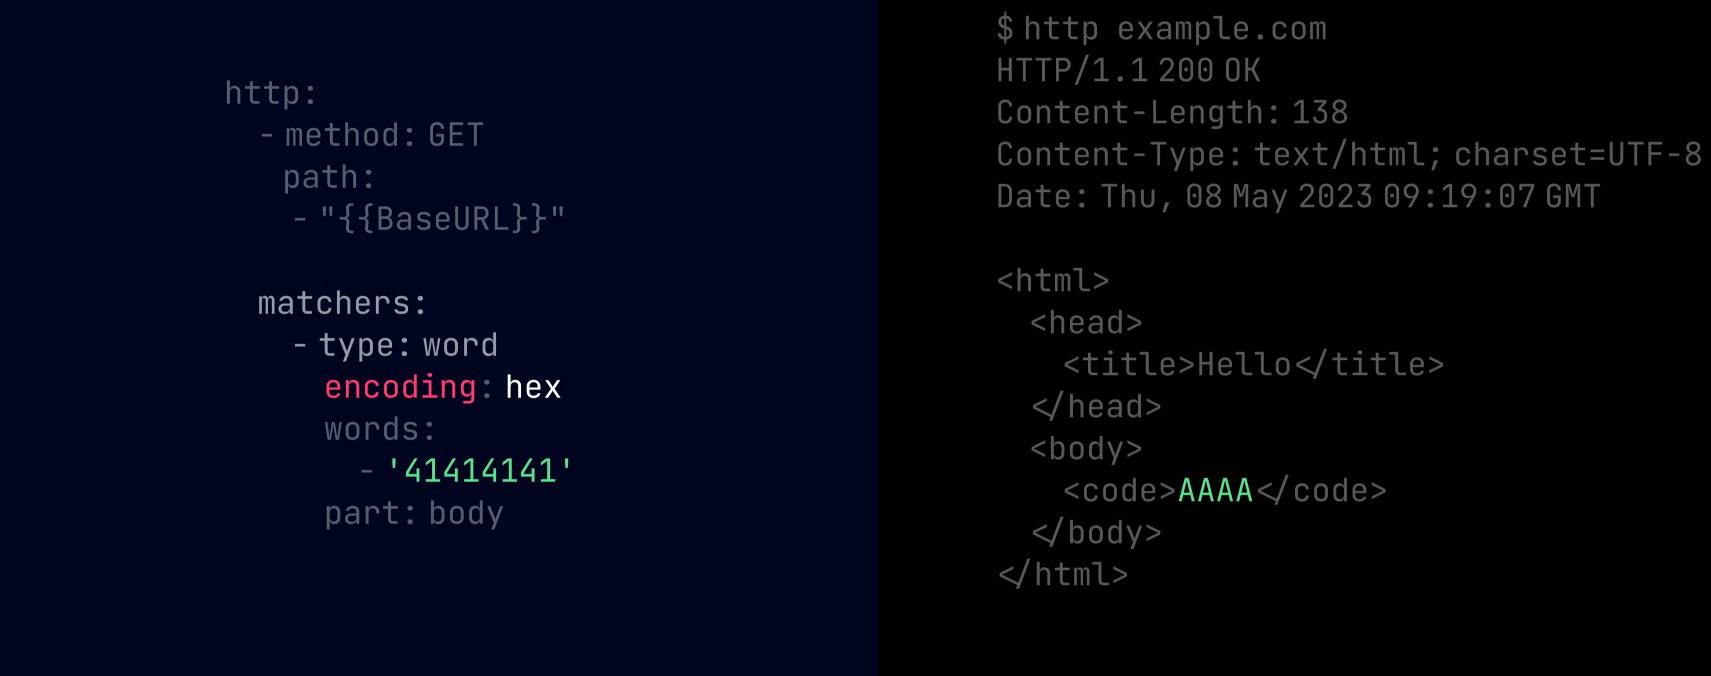 http:
- method: GET
path:
- "{{BaseURL}}"
matchers:
- type: word
encoding: hex
words:
- '41414141'
part: body
$ http example.com
HTTP/1.1 200 OK
Content-Length: 138
Content-Type: text/html; charset=UTF-8
Date: Thu, 08 May 2023 09:19:07 GMT
<html>
<head>
<title>Hello</title>
</head>
<body>
<code>AAAA</code>
</body>
</html>